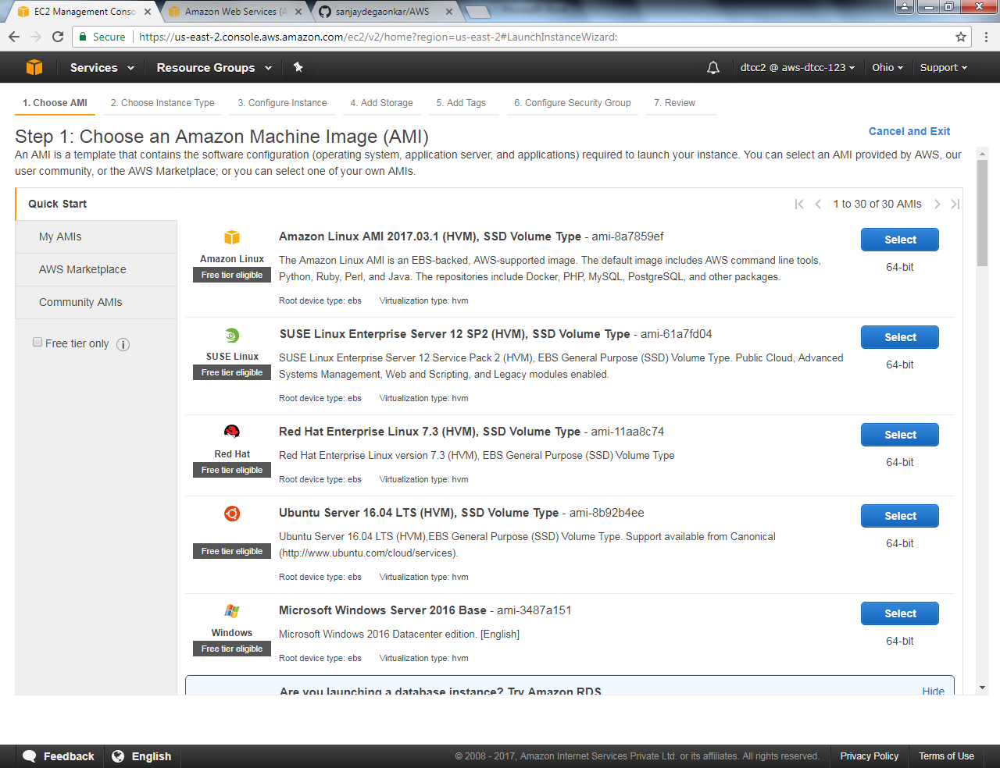 EC2 Management Conso
Amazon Web Services (A
sanjaydegaonkar/AWS
Secure
https://us-east-2.console.aws.amazon.com/ec2/v2/home?region=us-east-2#LaunchInstanceWizard:
Services
Resource Groups
dtcc2 @ aws-dtcc-123
Ohio
Support
1. Choose AMI
2. Choose Instance Type
3. Configure Instance
4. Add Storage
5. Add Tags
6. Configure Security Group
7. Review
Step 1: Choose an Amazon Machine Image (AMI)
Cancel and Exit
An AMI is a template that contains the software configuration (operating system, application server, and applications) required to launch your instance. You can select an AMI provided by AWS, our
user community, or the AWS Marketplace; or you can select one of your own AMIs.
Quick Start
1 to 30 of 30 AMIs
My AMIs
AWS Marketplace
Community AMIs
Free tier only
Amazon Linux
Free tier eligible
Amazon Linux AMI 2017.03.1 (HVM), SSD Volume Type - ami-8a7859ef
The Amazon Linux AMI is an EBS-backed, AWS-supported image. The default image includes AWS command line tools,
Python, Ruby, Perl, and Java. The repositories include Docker, PHP, MySQL, PostgreSQL, and other packages.
Root device type: ebs
Virtualization type: hvm
Select
64-bit
SUSE Linux
Free tier eligible
SUSE Linux Enterprise Server 12 SP2 (HVM), SSD Volume Type - ami-61a7fd04
SUSE Linux Enterprise Server 12 Service Pack 2 (HVM), EBS General Purpose (SSD) Volume Type. Public Cloud, Advanced
Systems Management, Web and Scripting, and Legacy modules enabled.
Root device type: ebs
Virtualization type: hvm
Select
64-bit
Red Hat
Free tier eligible
Red Hat Enterprise Linux 7.3 (HVM), SSD Volume Type - ami-11aa8c74
Red Hat Enterprise Linux version 7.3 (HVM), EBS General Purpose (SSD) Volume Type
Root device type: ebs
Virtualization type: hvm
Select
64-bit
Free tier eligible
Ubuntu Server 16.04 LTS (HVM), SSD Volume Type - ami-8b92b4ee
Ubuntu Server 16.04 LTS (HVM),EBS General Purpose (SSD) Volume Type. Support available from Canonical
(http://www.ubuntu.com/cloud/services).
Root device type: ebs
Virtualization type: hvm
Select
64-bit
Windows
Free tier eligible
Microsoft Windows Server 2016 Base - ami-3487a151
Microsoft Windows 2016 Datacenter edition. [English]
Root device type: ebs
Virtualization type: hvm
Select
64-bit
Are you launching a database instance? Try Amazon RDS
Hide
Feedback
English
© 2008 - 2017, Amazon Internet Services Private Ltd. or its affiliates. All rights reserved.
Privacy Policy
Terms of Use